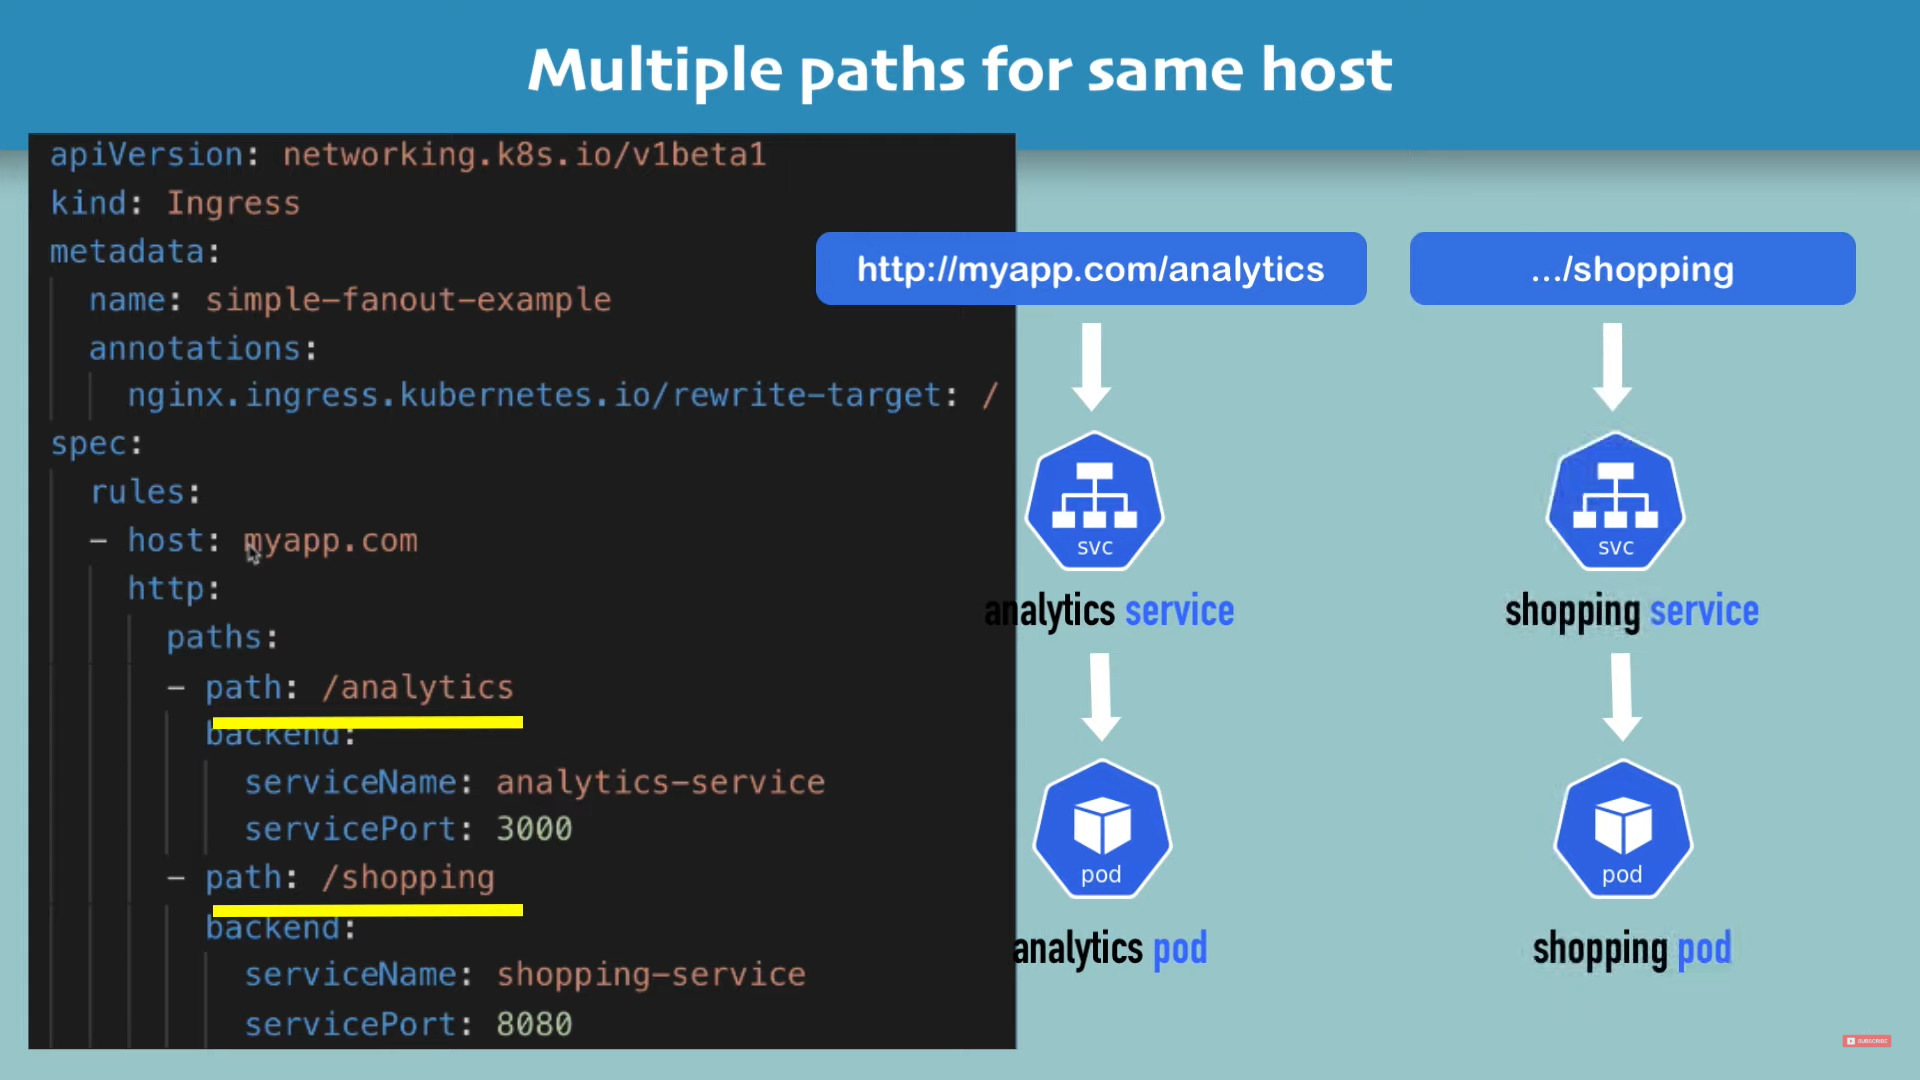 Multiple paths for same host
apiVersion: networking.k8s.io/v1beta1
kind: Ingress
metadata:
name: simple-fanout-example
annotations:
nginx.ingress.kubernetes.io/rewrite-target: /
spec:
rules:
- host: myapp.com
http:
paths:
- path: /analytics
backend:
serviceName: analytics-service
servicePort: 3000
- path: /shopping
backend:
serviceName: shopping-service
servicePort: 8080
http://myapp.com/analytics
svc
analytics service
pod
analytics pod
.../shopping
svc
shopping service
pod
shopping pod
SUBSCRIBE